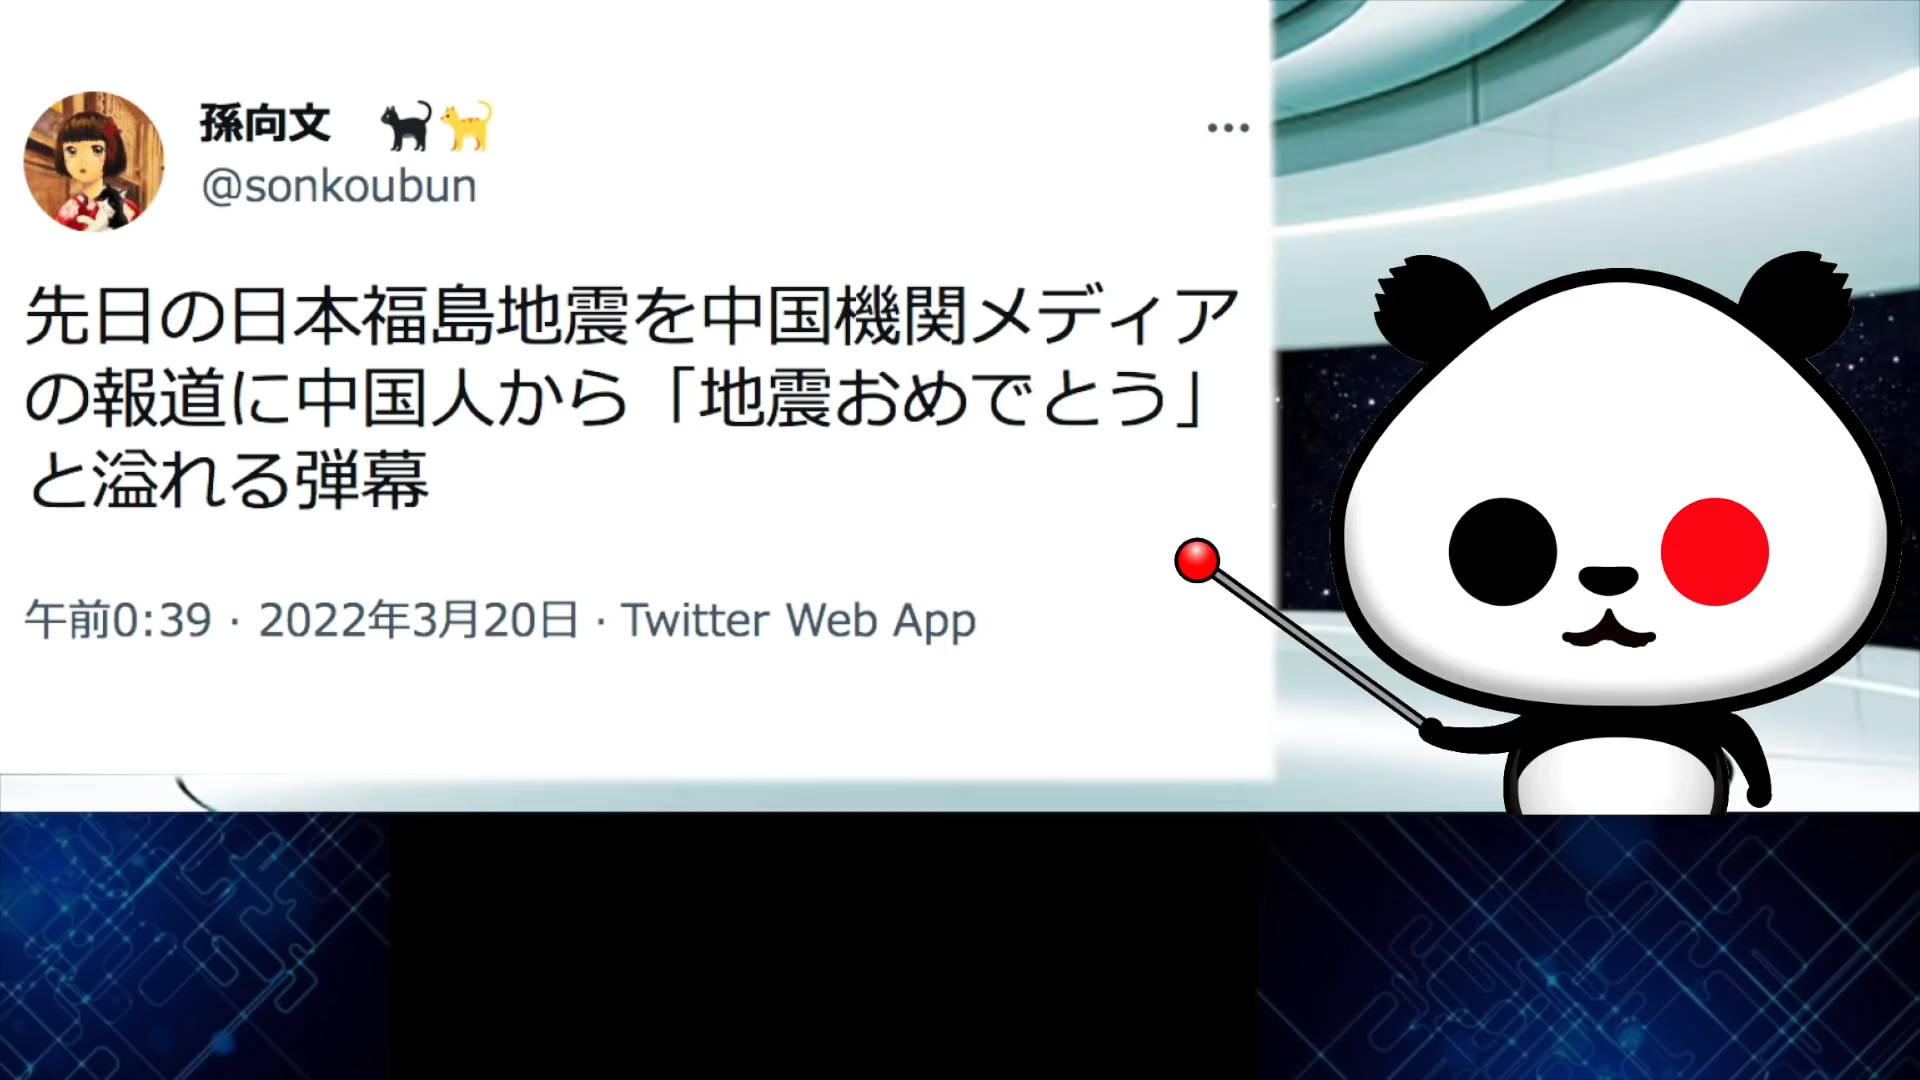 孫向文 🐈‍⬛🐈
@sonkoubun
先日の日本福島地震を中国機関メディア
の報道に中国人から「地震おめでとう」
と溢れる弾幕
午前0:39 · 2022年3月20日 · Twitter Web App